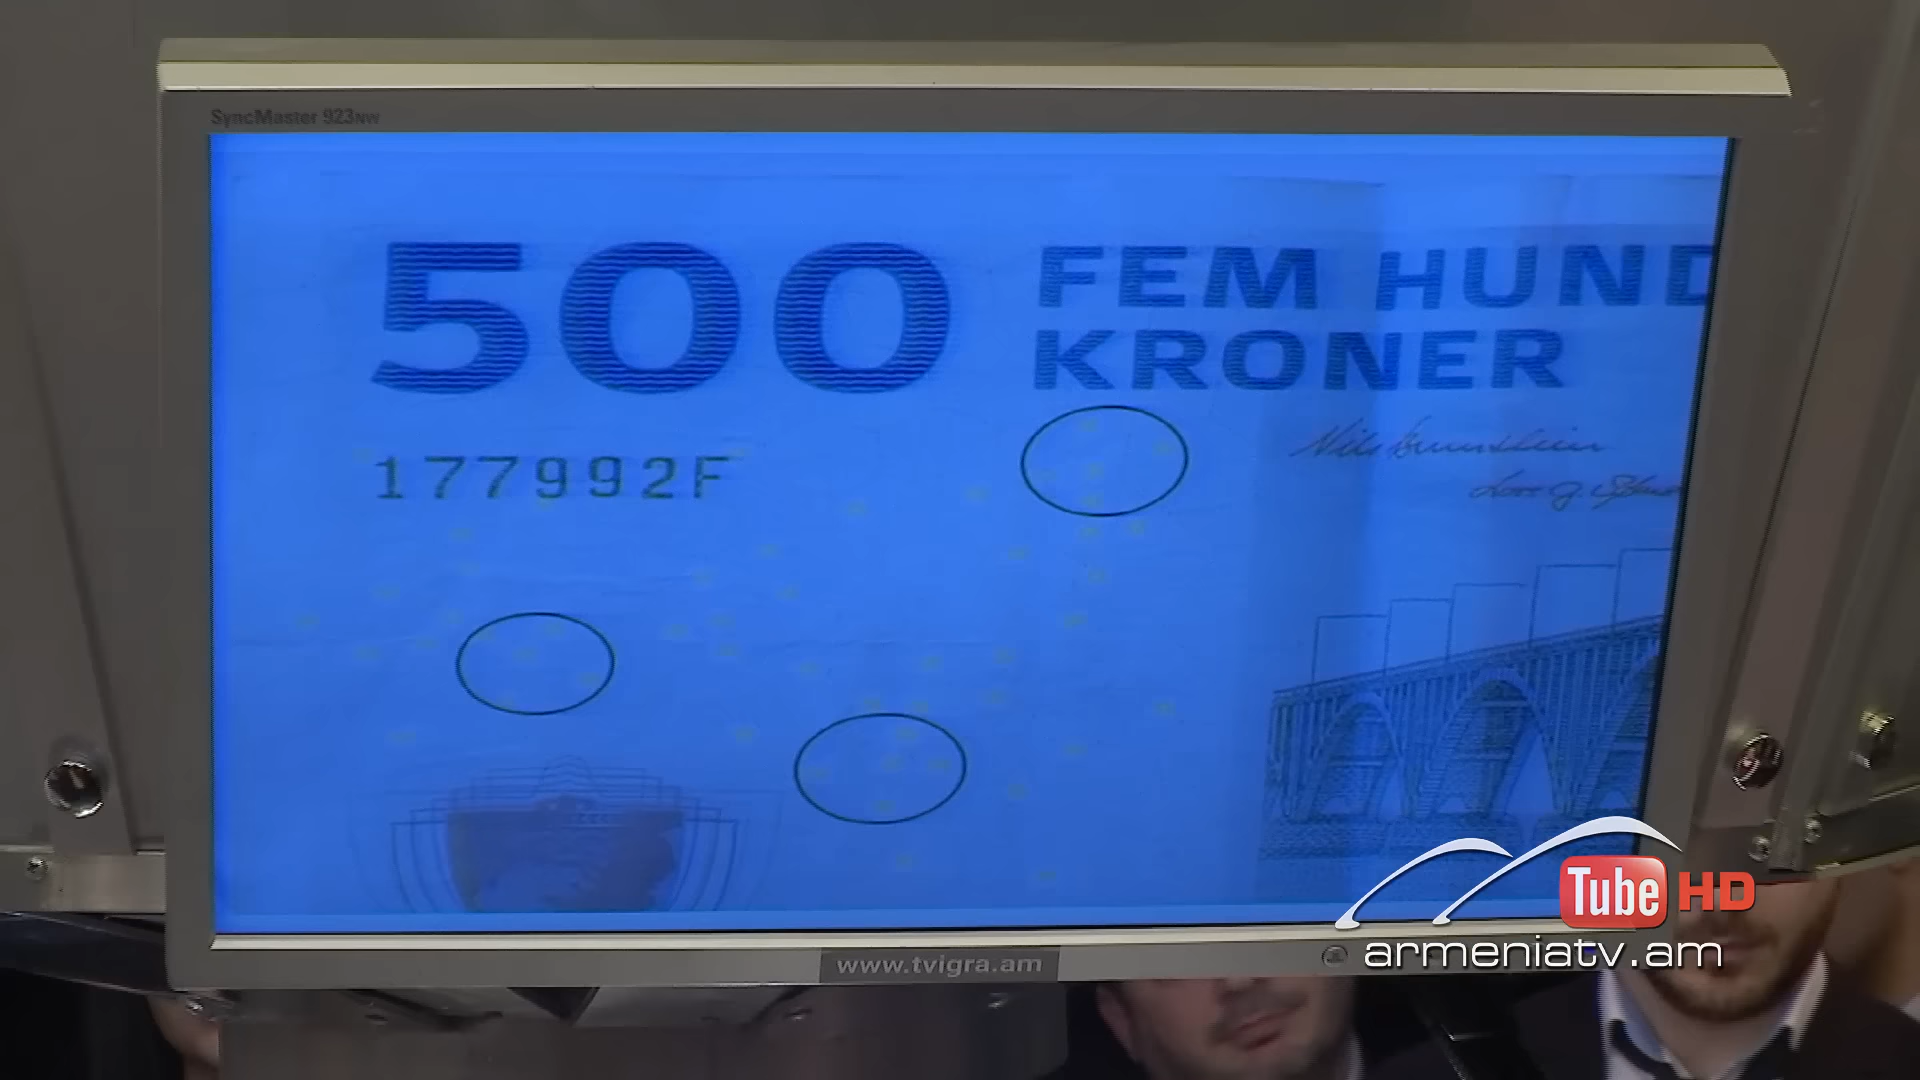 SyncMaster 923NW
500
FEM HUND
KRONER
177992F
Tube HD
armeniatv.am
www.tvigra.am